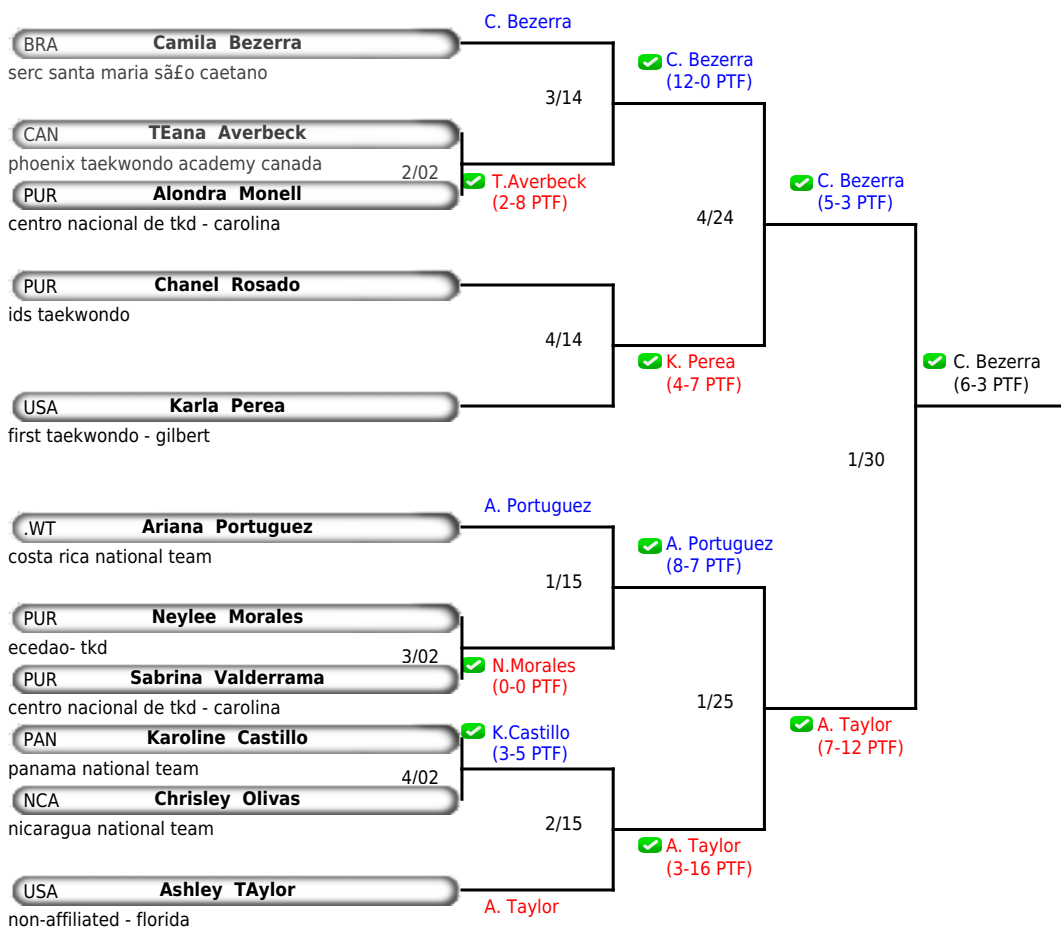 C. Bezerra
BRA Camila Bezerra
serc santa maria sã£o caetano
C. Bezerra
(12-0 PTF)
3/14
CAN TEana Averbeck
phoenix taekwondo academy canada
2/02
T.Averbeck
(2-8 PTF)
PUR Alondra Monell
centro nacional de tkd - carolina
C. Bezerra
(5-3 PTF)
4/24
PUR Chanel Rosado
ids taekwondo
4/14
K. Perea
(4-7 PTF)
C. Bezerra
(6-3 PTF)
USA Karla Perea
first taekwondo - gilbert
1/30
A. Portuguez
.WT Ariana Portuguez
costa rica national team
A. Portuguez
(8-7 PTF)
1/15
PUR Neylee Morales
ecedao- tkd
3/02
N.Morales
(0-0 PTF)
PUR Sabrina Valderrama
centro nacional de tkd - carolina
1/25
A. Taylor
(7-12 PTF)
K.Castillo
(3-5 PTF)
PAN Karoline Castillo
panama national team
4/02
NCA Chrisley Olivas
nicaragua national team
2/15
A. Taylor
(3-16 PTF)
USA Ashley TAylor
non-affiliated - florida
A. Taylor